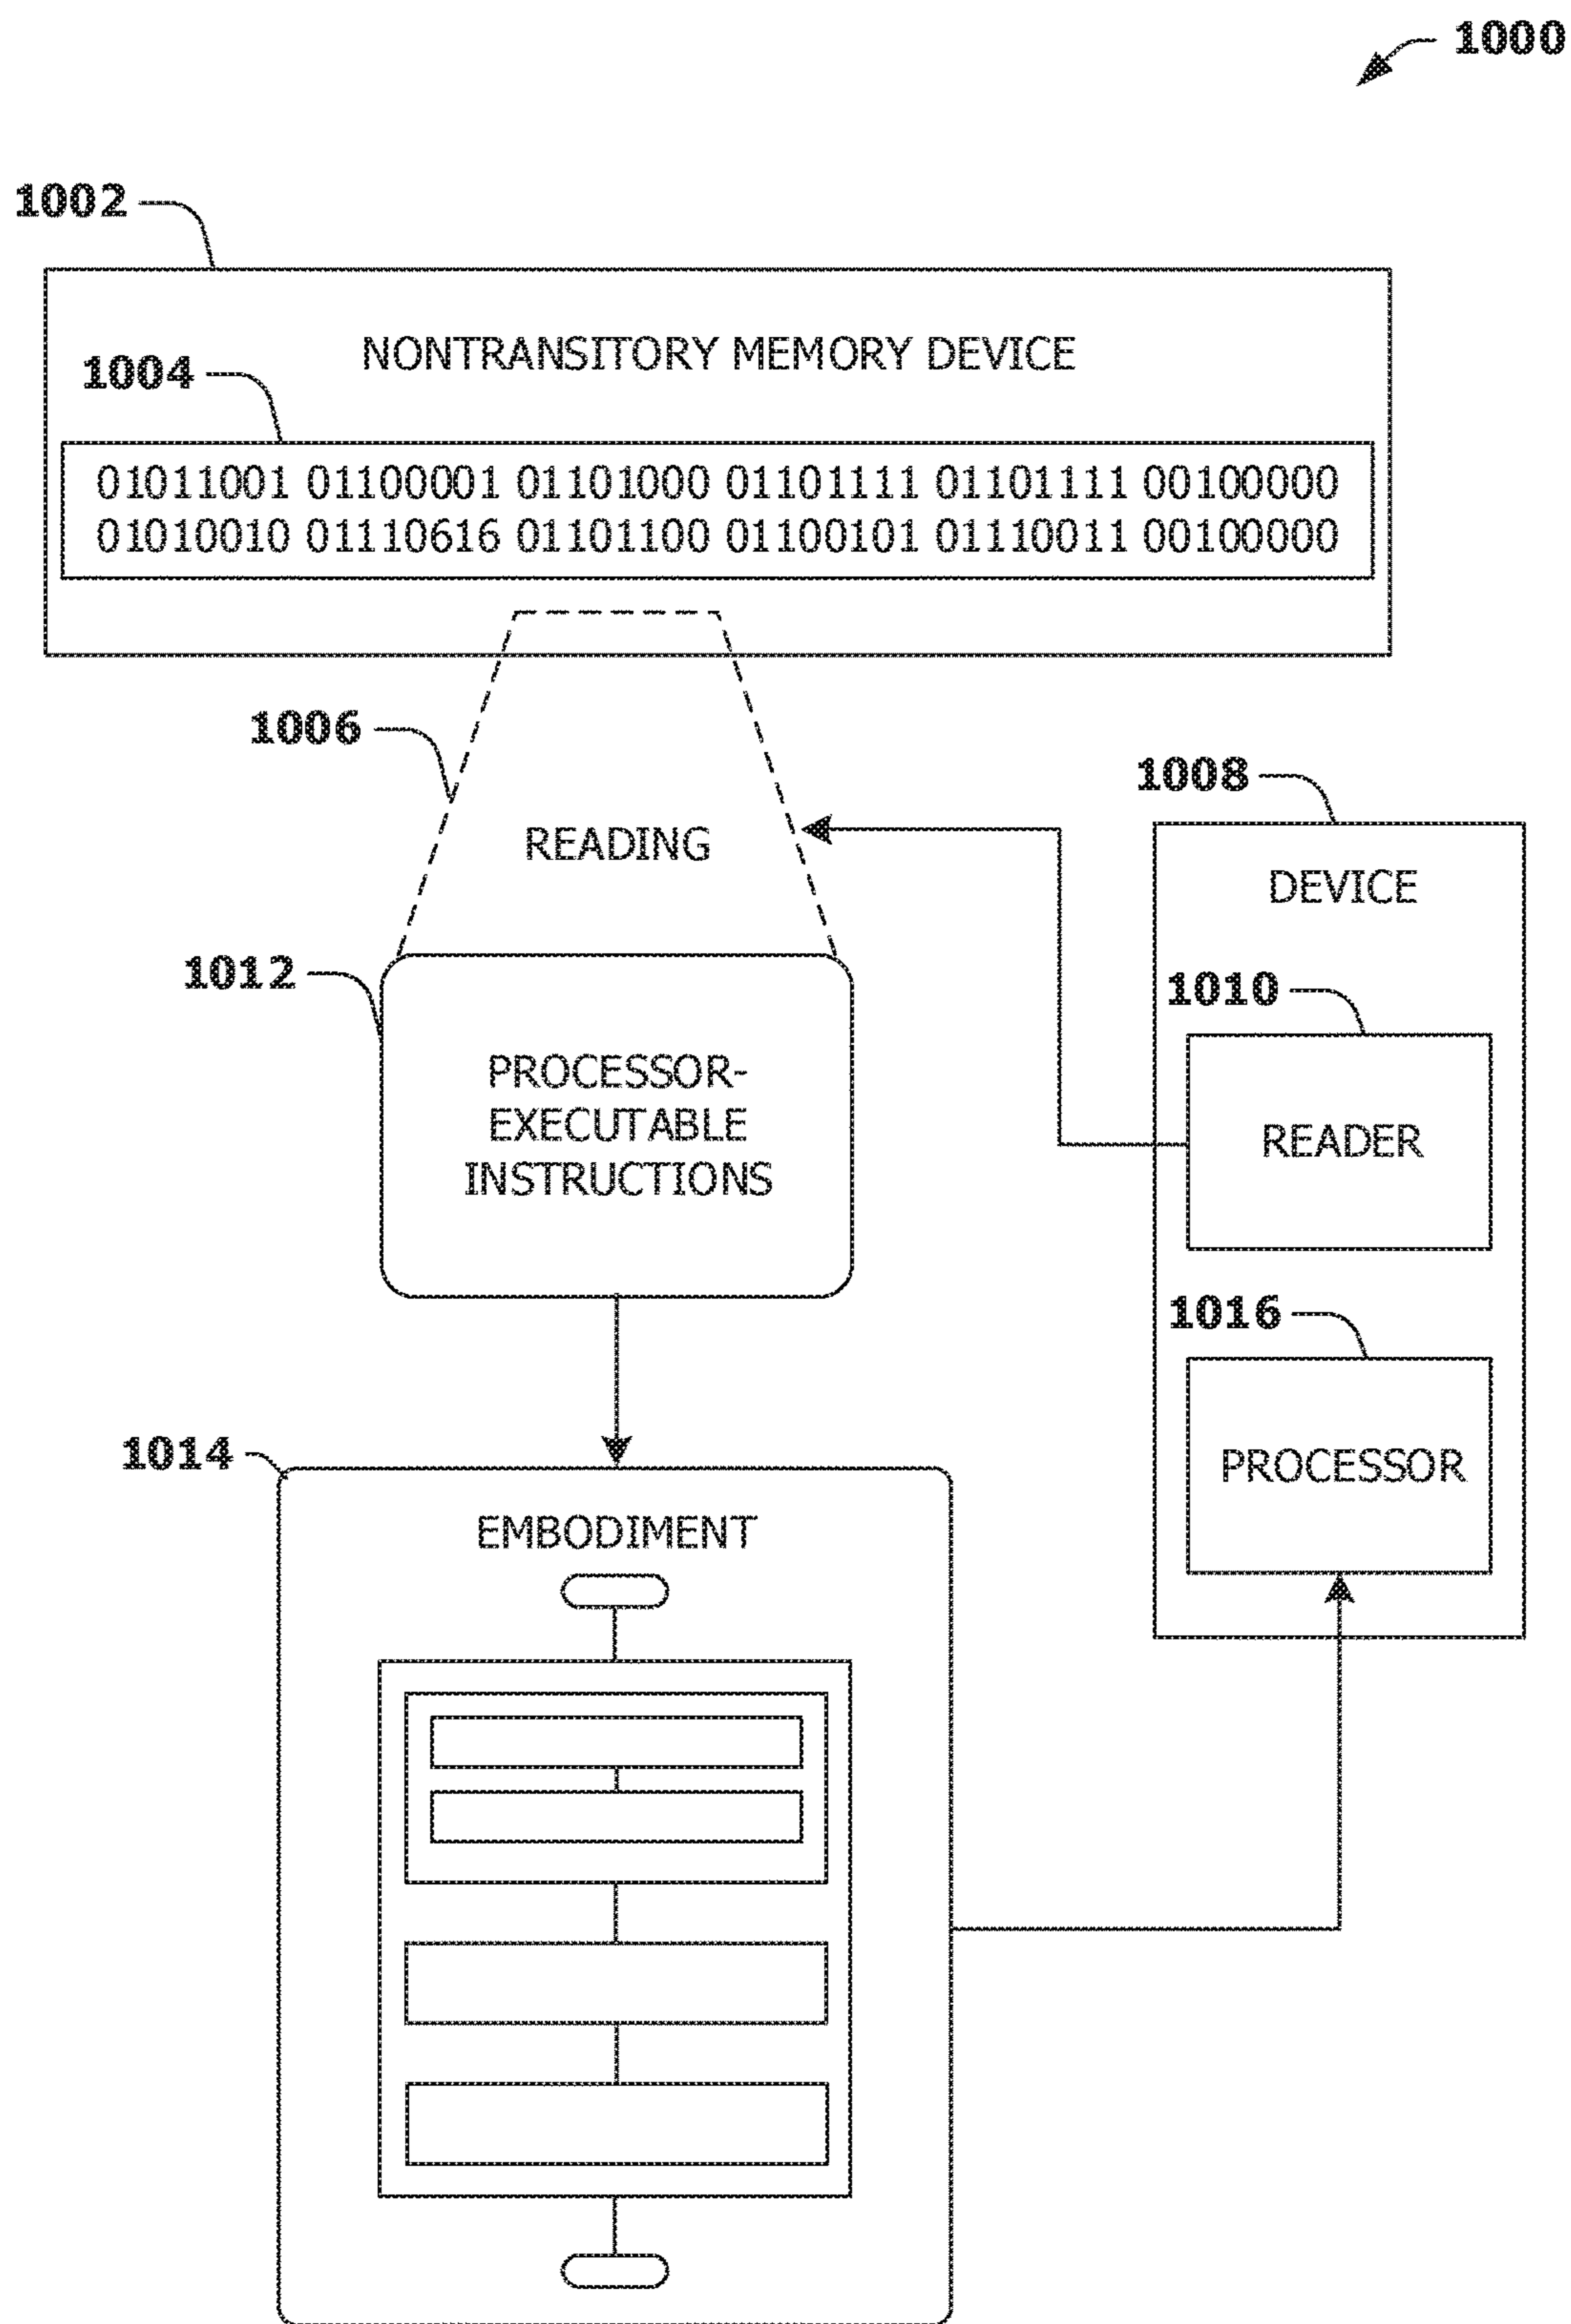 1000
1002
NONTRANSITORY MEMORY DEVICE
1004
01011001 01100001 01101000 01101111 01101111 00100000
01010010 01110616 01101100 01100101 01110011 00100000
1006
READING
1008
DEVICE
1010
READER
1012
PROCESSOR-
EXECUTABLE
INSTRUCTIONS
1016
PROCESSOR
1014
EMBODIMENT